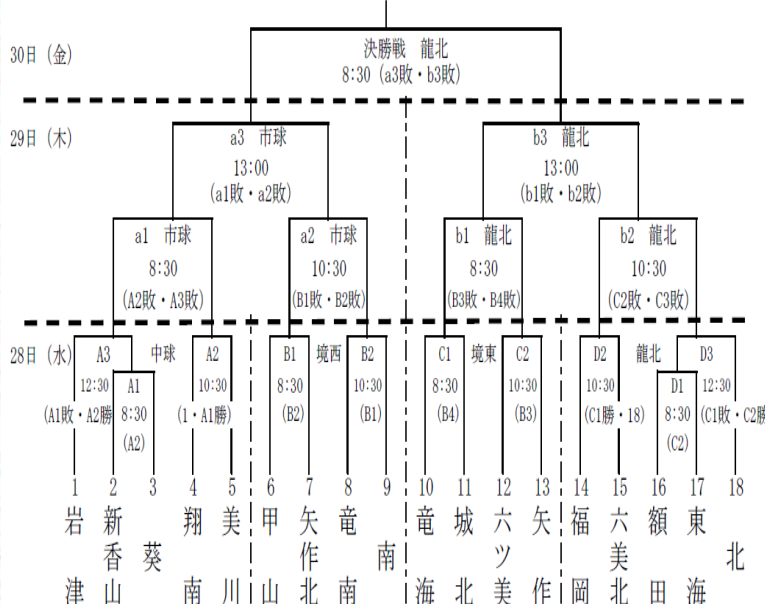 30日（金）
決勝戦　龍北
8:30（a3敗・b3敗）
29日（木）
a3　市球
13:00
(a1敗・a2敗)
b3　龍北
13:00
(b1敗・b2敗)
a1　市球
8:30
(A2敗・A3敗)
a2　市球
10:30
(B1敗・B2敗)
b1　龍北
8:30
(B3敗・B4敗)
b2　龍北
10:30
(C2敗・C3敗)
28日（水）
A3
12:30
(A1敗・A2勝
中球
A1
8:30
(A2)
A2
10:30
(1・A1勝)
B1
8:30
(B2)
境西
B2
10:30
(B1)
C1
8:30
(B4)
境東
C2
10:30
(B3)
D2
10:30
(C1勝・18)
龍北
D1
8:30
(C2)
D3
12:30
(C1敗・C2勝
1 岩津
2 新香山
3 葵
4 翔南
5 美川
6 甲山
7 矢作北
8 竜南
9 南
10 竜海
11 城北
12 六ツ美
13 矢作
14 福岡
15 六美北
16 額田
17 東海
18 北